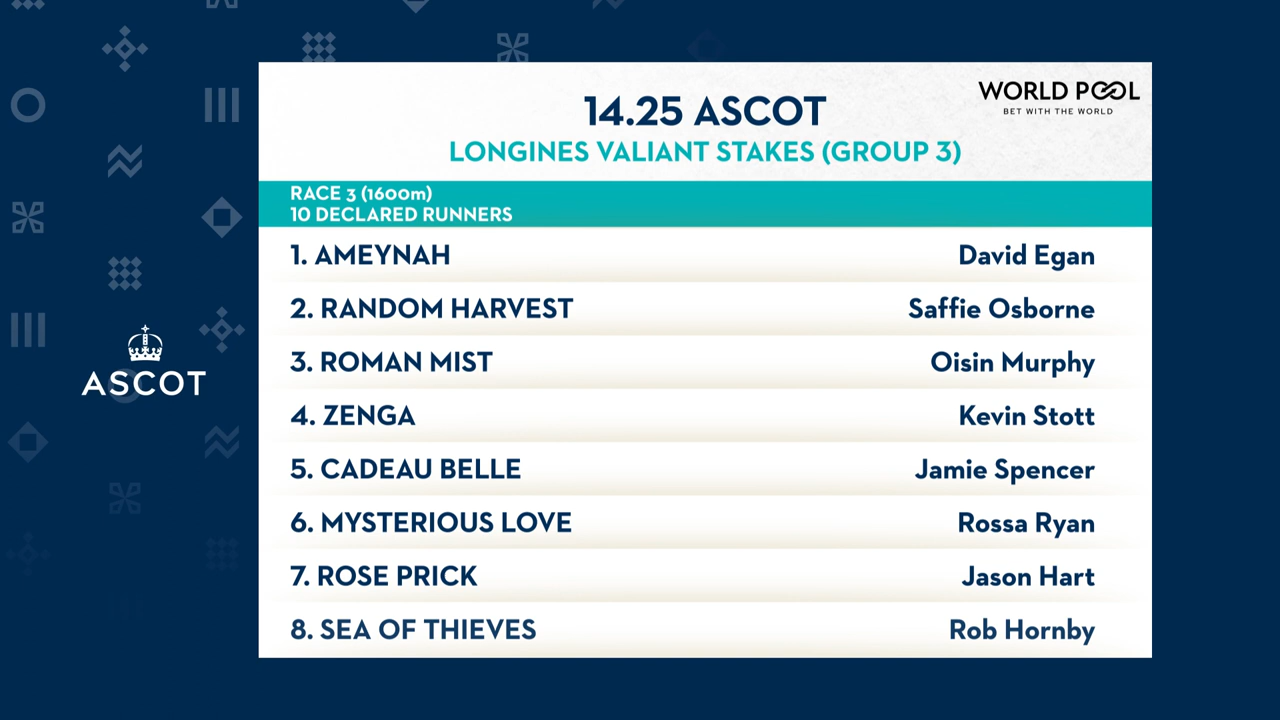 14.25 ASCOT
WORLD POOL
BET WITH THE WORLD
LONGINES VALIANT STAKES (GROUP 3)
RACE 3 (1600m)
10 DECLARED RUNNERS
1. AMEYNAH David Egan
2. RANDOM HARVEST Saffie Osborne
3. ROMAN MIST Oisin Murphy
4. ZENGA Kevin Stott
5. CADEAU BELLE Jamie Spencer
6. MYSTERIOUS LOVE Rossa Ryan
7. ROSE PRICK Jason Hart
8. SEA OF THIEVES Rob Hornby
ASCOT